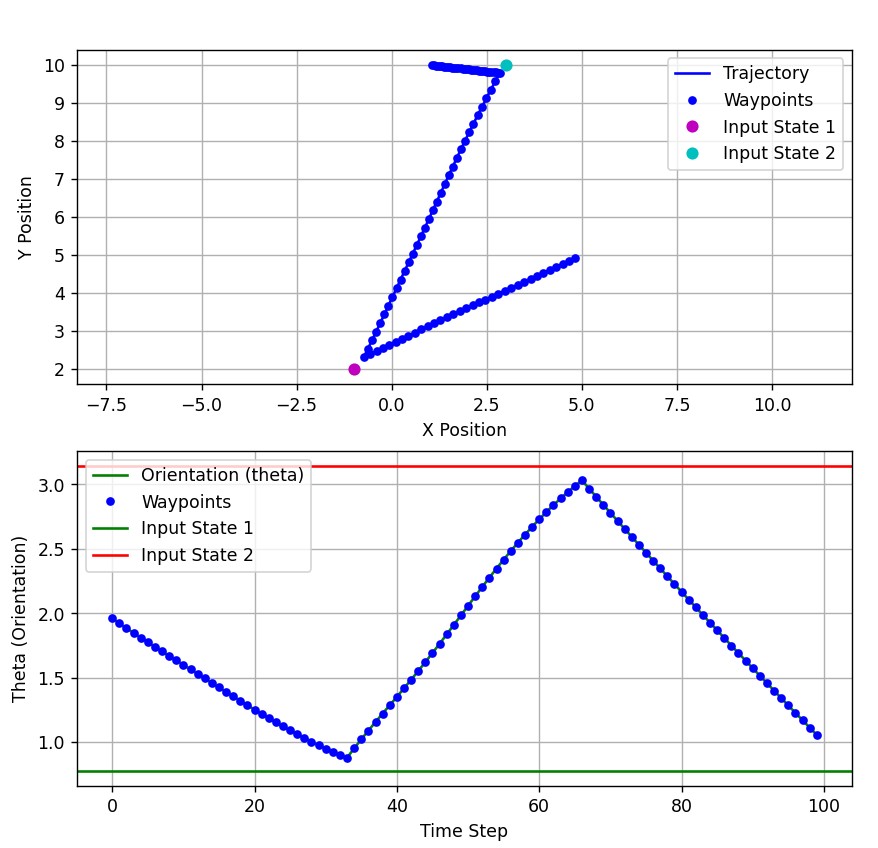 10
9
8
7
6
5
4
3
2
Y Position
Trajectory
Waypoints
Input State 1
Input State 2
−7.5 −5.0 −2.5 0.0 2.5 5.0 7.5 10.0
X Position
3.0
2.5
2.0
1.5
1.0
Theta (Orientation)
Orientation (theta)
Waypoints
Input State 1
Input State 2
0 20 40 60 80 100
Time Step